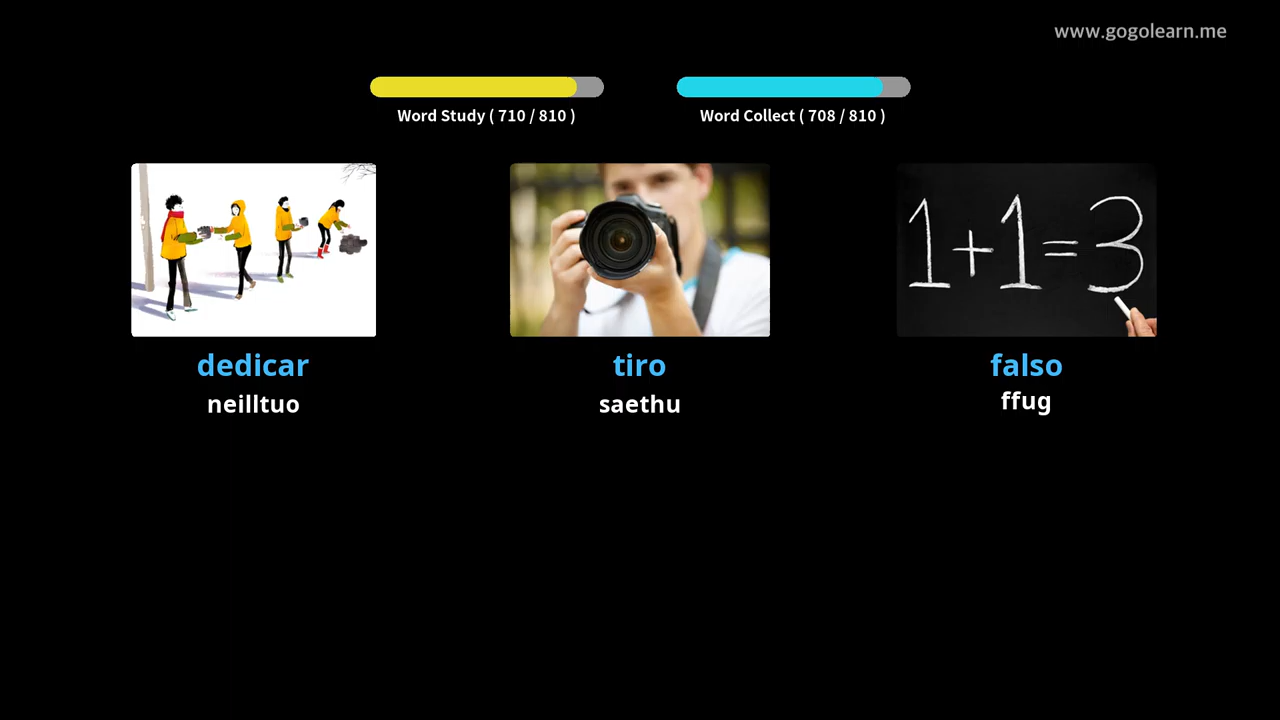 www.gogolearn.me
Word Study ( 710 / 810 )
Word Collect ( 708 / 810 )
1+1=3
dedicar
neilltuo
tiro
saethu
falso
ffug